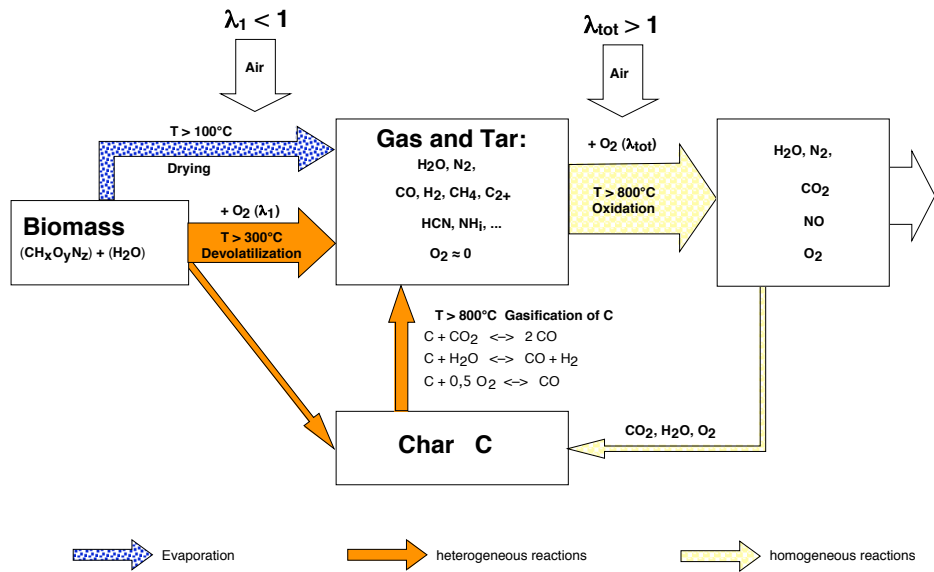 λ₁ < 1
Air
λtot > 1
Air
T > 100°C
Drying
Gas and Tar:
H₂O, N₂,
CO, H₂, CH₄, C₂₊
HCN, NHᵢ, ...
O₂ ≈ 0
+ O₂ (λtot)
T > 800°C
Oxidation
H₂O, N₂,
CO₂
NO
O₂
Biomass
(CHₓOyNz) + (H₂O)
+ O₂ (λ₁)
T > 300°C
Devolatilization
T > 800°C Gasification of C
C + CO₂ <-> 2 CO
C + H₂O <-> CO + H₂
C + 0,5 O₂ <-> CO
Char C
CO₂, H₂O, O₂
Evaporation
heterogeneous reactions
homogeneous reactions